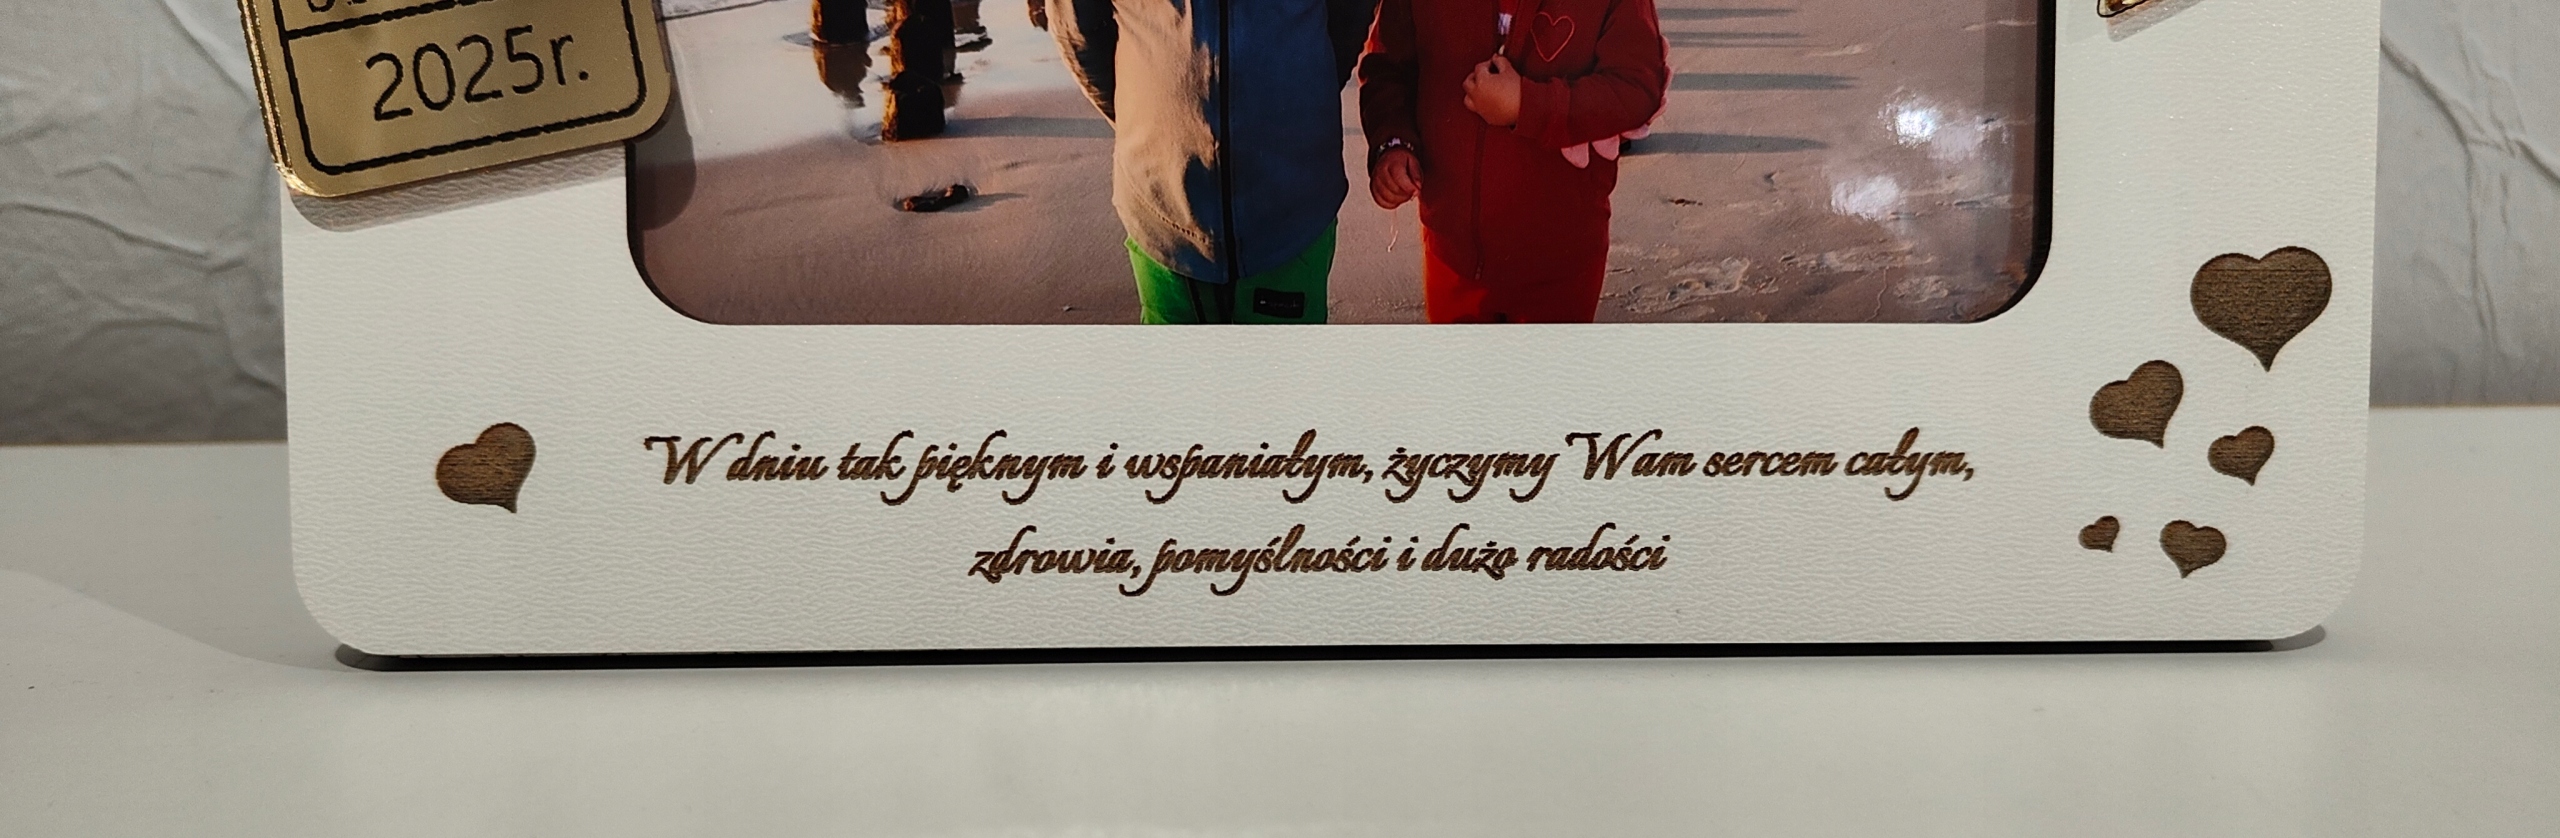 2025r.
W dniu tak pięknym i wspaniałym, życzymy Wam sercem całym,
zdrowia, pomyślności i dużo radości